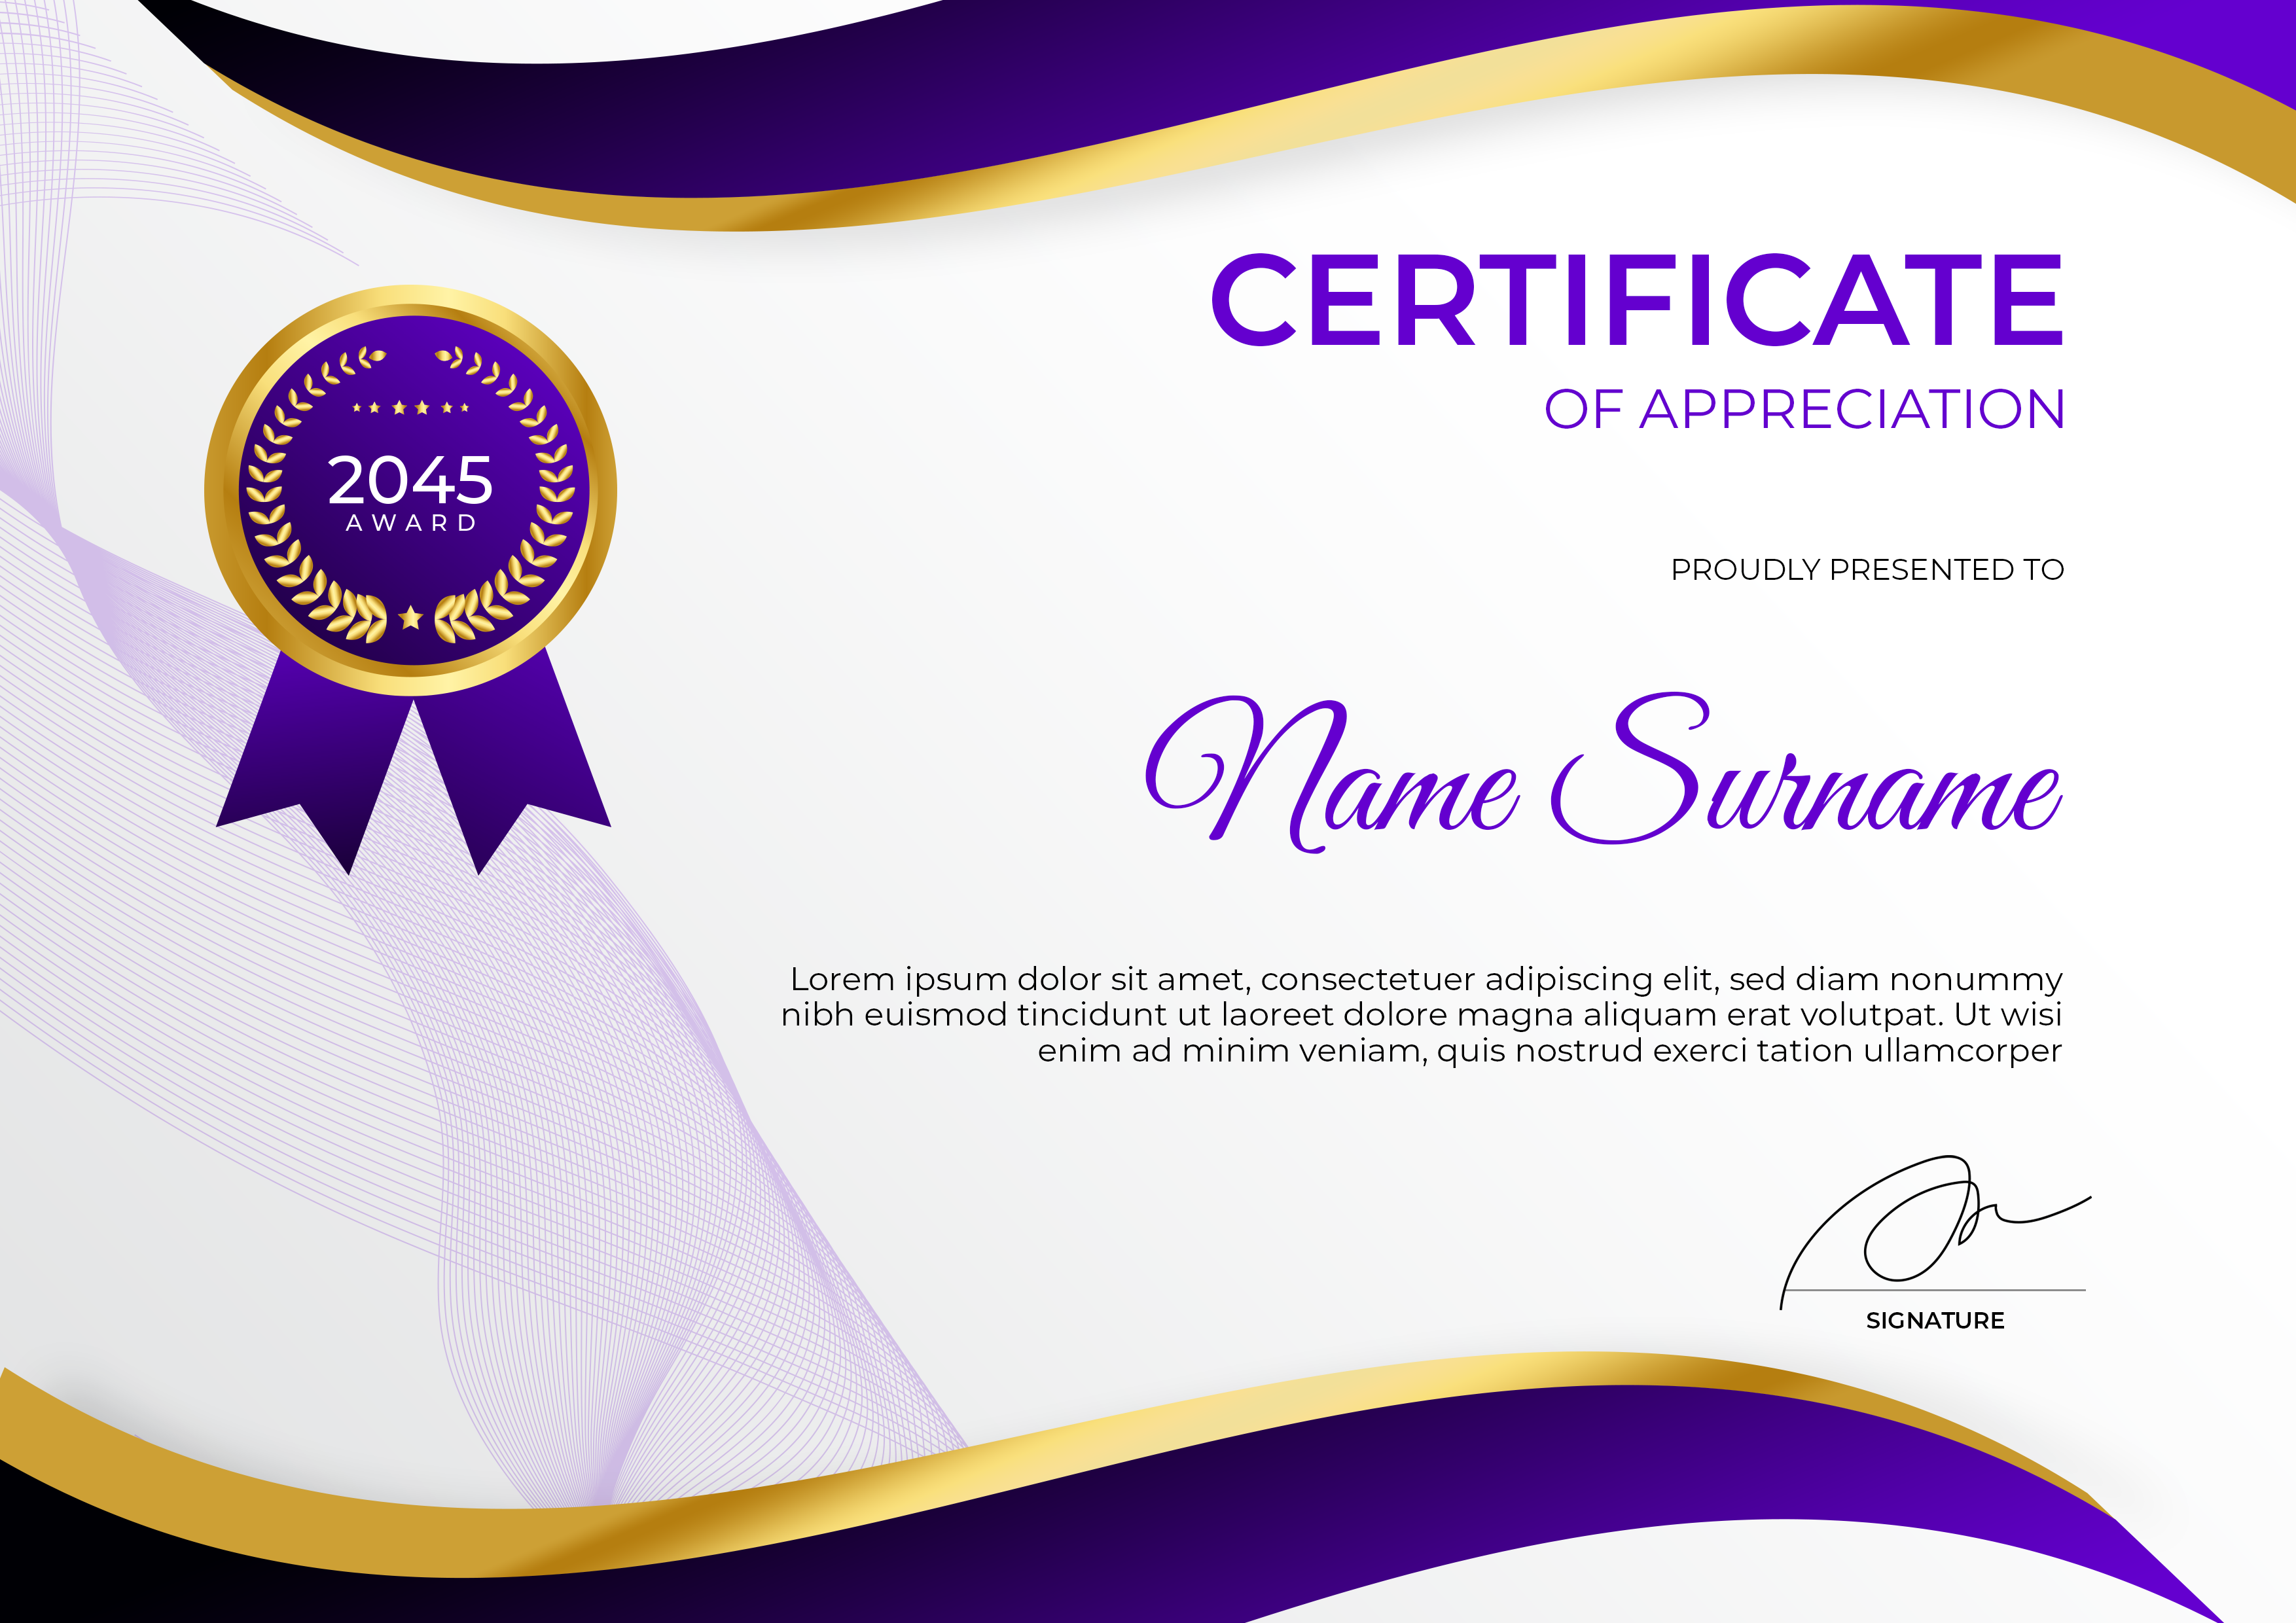 CERTIFICATE
OF APPRECIATION
2045
AWARD
PROUDLY PRESENTED TO
Name Surname
Lorem ipsum dolor sit amet, consectetuer adipiscing elit, sed diam nonummy
nibh euismod tincidunt ut laoreet dolore magna aliquam erat volutpat. Ut wisi
enim ad minim veniam, quis nostrud exerci tation ullamcorper
SIGNATURE